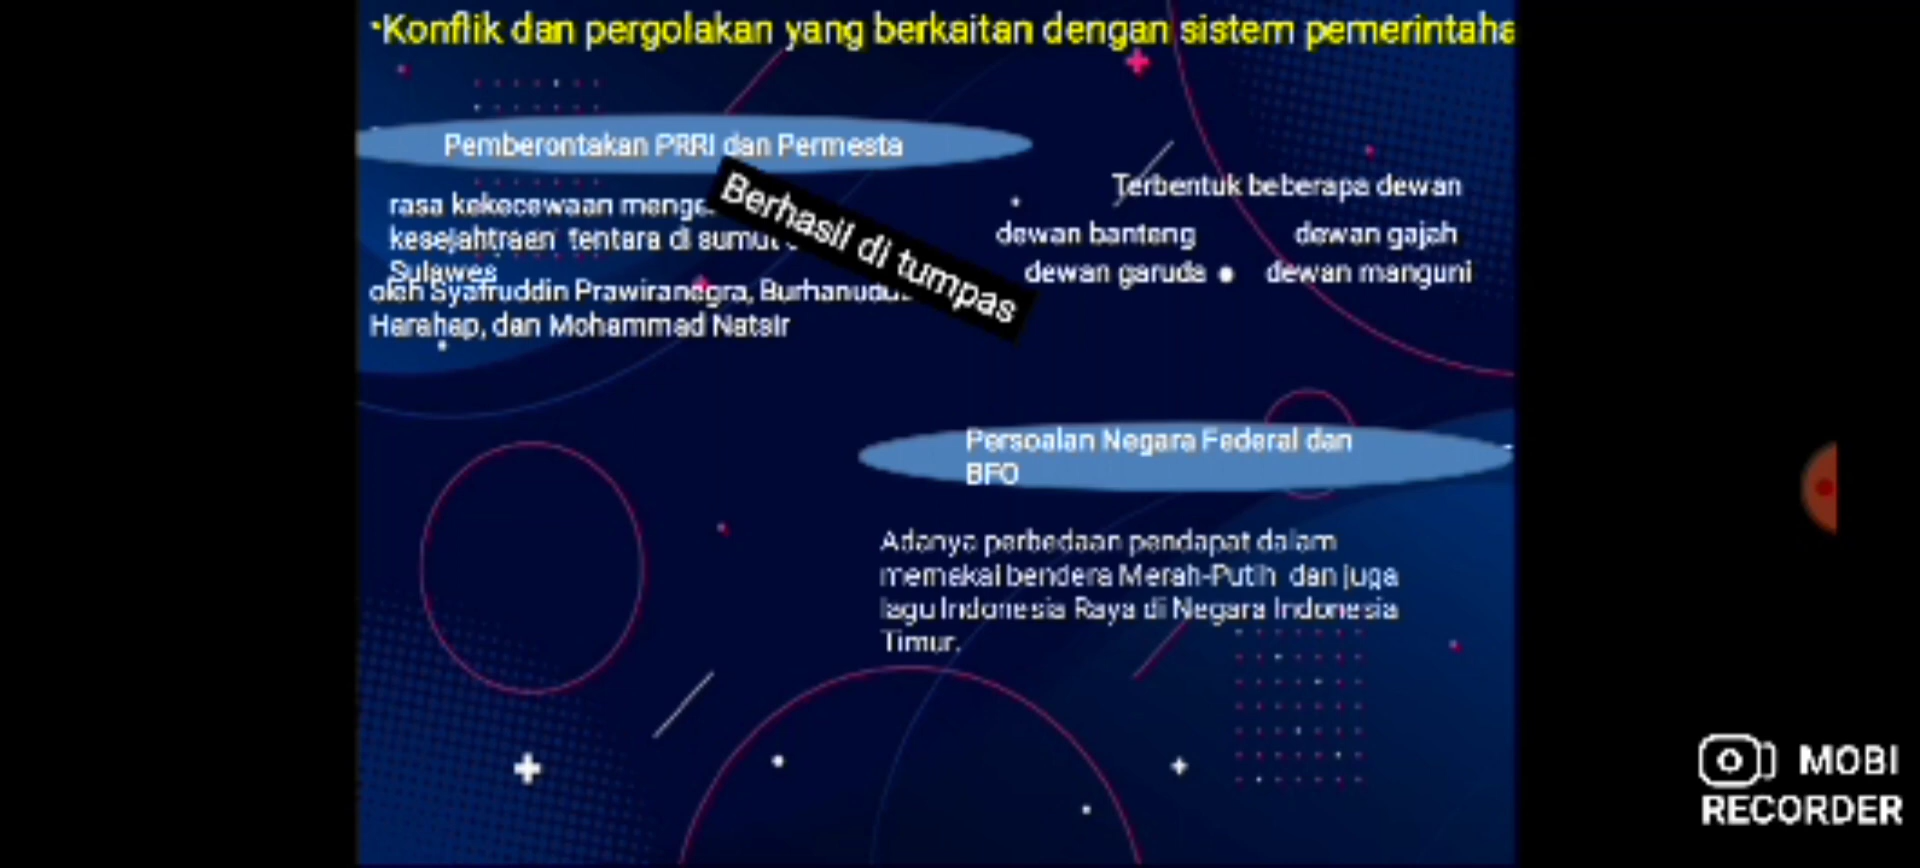 •Konflik dan pergolakan yang berkaitan dengan sistem pemerintaha
Pemberontakan PRRI dan Permesta
rasa kekecewaan
kesejahtraan tentara di sumut
Sulawes
oleh Syafruddin Prawiranegra,
Harahap, dan Mohammad Natsir
Berhasil di tumpas
Terbentuk beberapa dewan
dewan banteng dewan gajah
dewan garuda dewan manguni
Persoalan Negara Federal dan
BFO
Adanya perbedaan pendapat dalam
memakai bendera Merah-Putih dan juga
lagu Indonesia Raya di Negara Indonesia
Timur.
MOBI
RECORDER